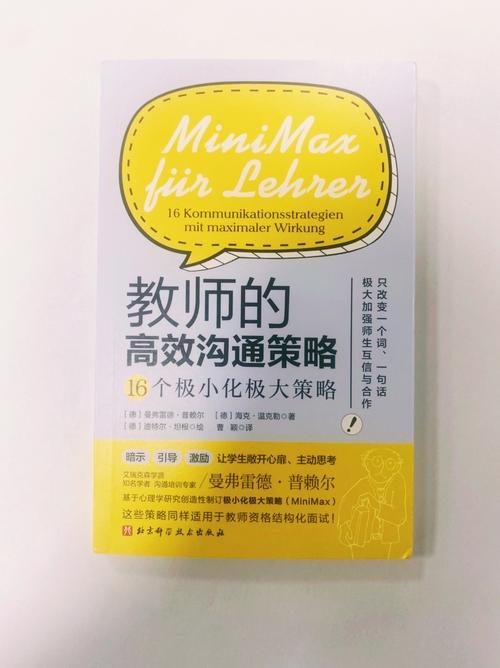 MiniMax
für Lehrer
16 Kommunikationsstrategien
mit maximaler Wirkung
教师的
高效沟通策略
16个极小化极大策略
只改变一个词、一句话
极大加强师生互信与合作
!
[德]曼弗雷德·普赖尔 [德]海克·温克勒/著
[德]迪特尔·坦根/绘 曹颖/译
暗示 引导 激励 让学生敞开心扉、主动思考
艾瑞克森学派
知名学者 沟通培训专家/曼弗雷德·普赖尔
基于心理学研究创造性制订极小化极大策略(MiniMax)
这些策略同样适用于教师资格结构化面试!
北京科学技术出版社